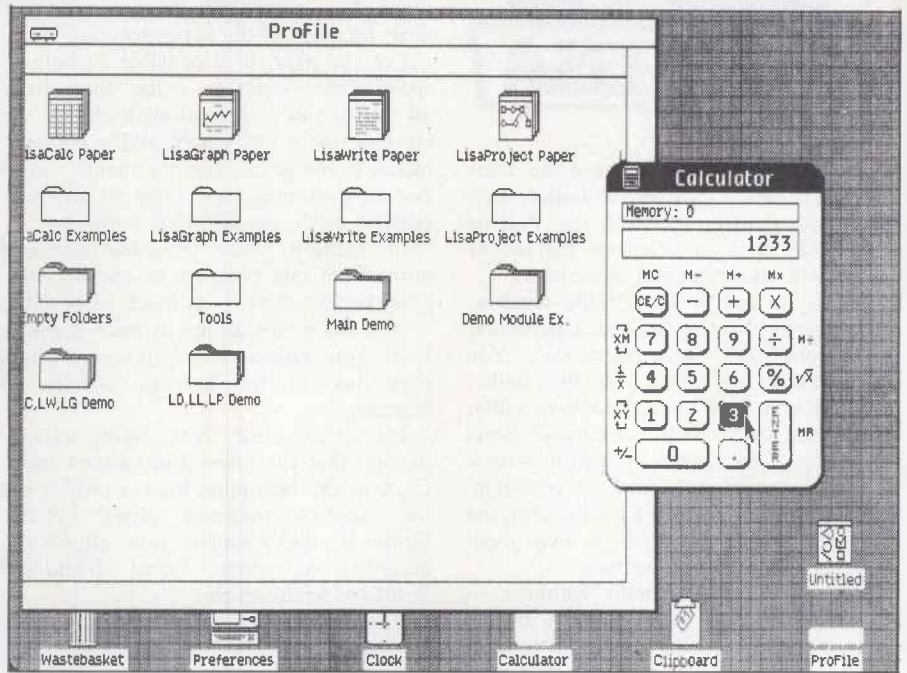 ProFile
isaCalc Paper
LisaGraph Paper
LisaWrite Paper
LisaProject Paper
aCalc Examples
LisaGraph Examples
LisaWrite Examples
LisaProject Examples
Empty Folders
Tools
Main Demo
Demo Module Ex.
C,LW,LG Demo
LD,LL,LP Demo
Calculator
Memory: 0
1233
MC M- M+ Mx
CE/C - + X
XM 7 8 9 ÷ M÷
1/X 4 5 6 % √X
XY 1 2 3 ENTER MR
+/- 0 .
Untitled
Wastebasket
Preferences
Clock
Calculator
Clipboard
ProFile